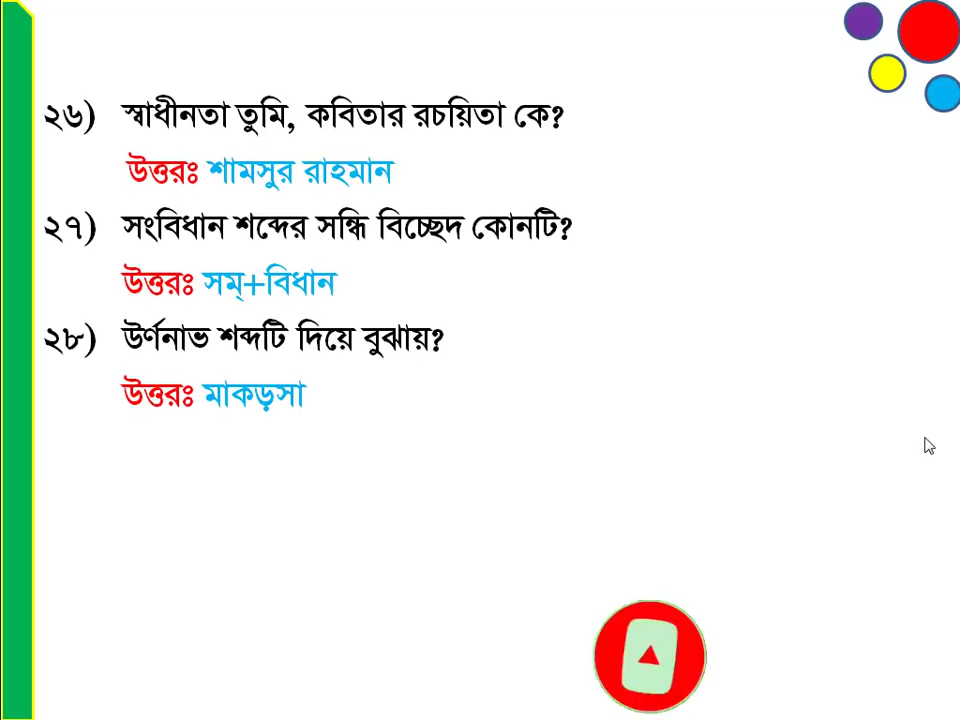 ২৬) স্বাধীনতা তুমি, কবিতার রচয়িতা কে?
উত্তরঃ শামসুর রাহমান
২৭) সংবিধান শব্দের সন্ধি বিচ্ছেদ কোনটি?
উত্তরঃ সম্+বিধান
২৮) উর্ণনাভ শব্দটি দিয়ে বুঝায়?
উত্তরঃ মাকড়সা